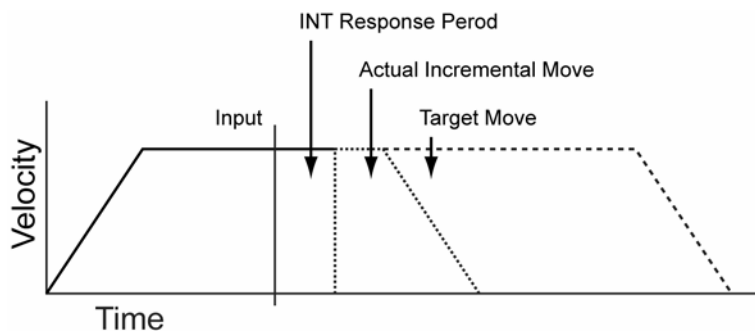 INT Response Perod
Actual Incremental Move
Input
Target Move
Velocity
Time